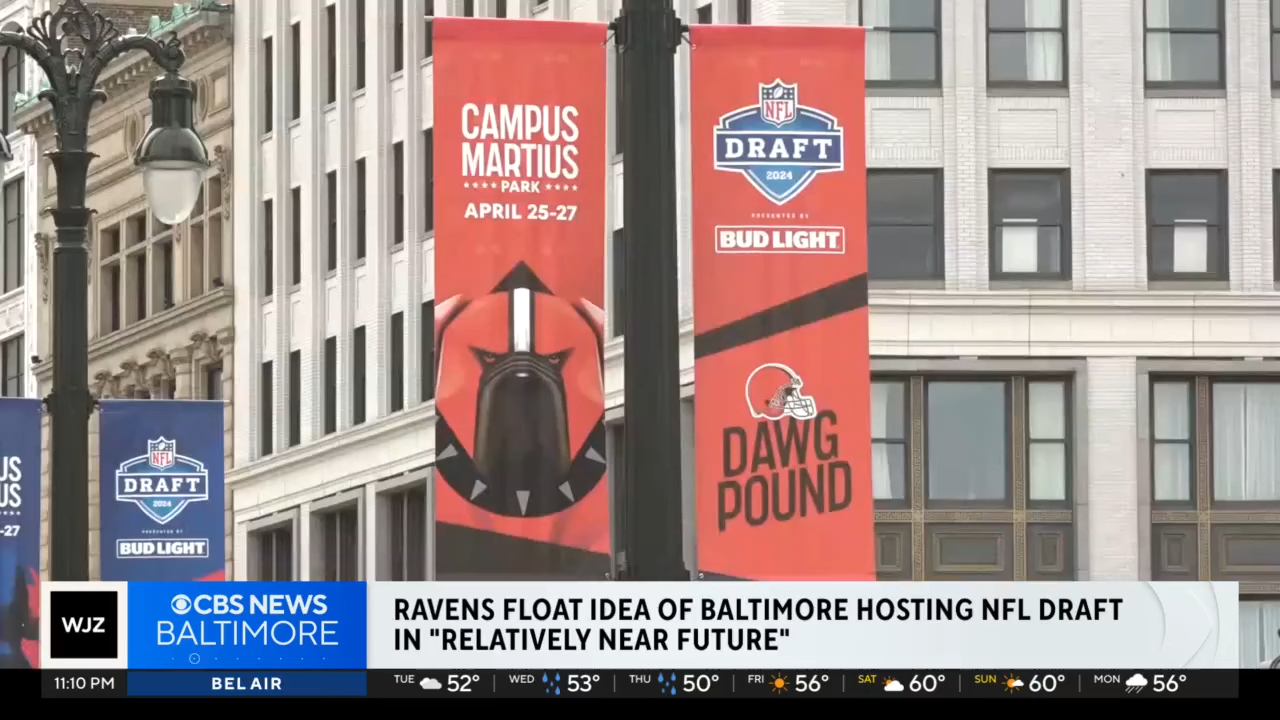 CAMPUS
MARTIUS
PARK
APRIL 25-27
NFL
DRAFT
2024
PRESENTED BY
BUD LIGHT
DAWG
POUND
US
US
-27
NFL
DRAFT
2024
PRESENTED BY
BUD LIGHT
WJZ
CBS NEWS
BALTIMORE
RAVENS FLOAT IDEA OF BALTIMORE HOSTING NFL DRAFT
IN "RELATIVELY NEAR FUTURE"
11:10 PM
BEL AIR
TUE 52° WED 53° THU 50° FRI 56° SAT 60° SUN 60° MON 56°